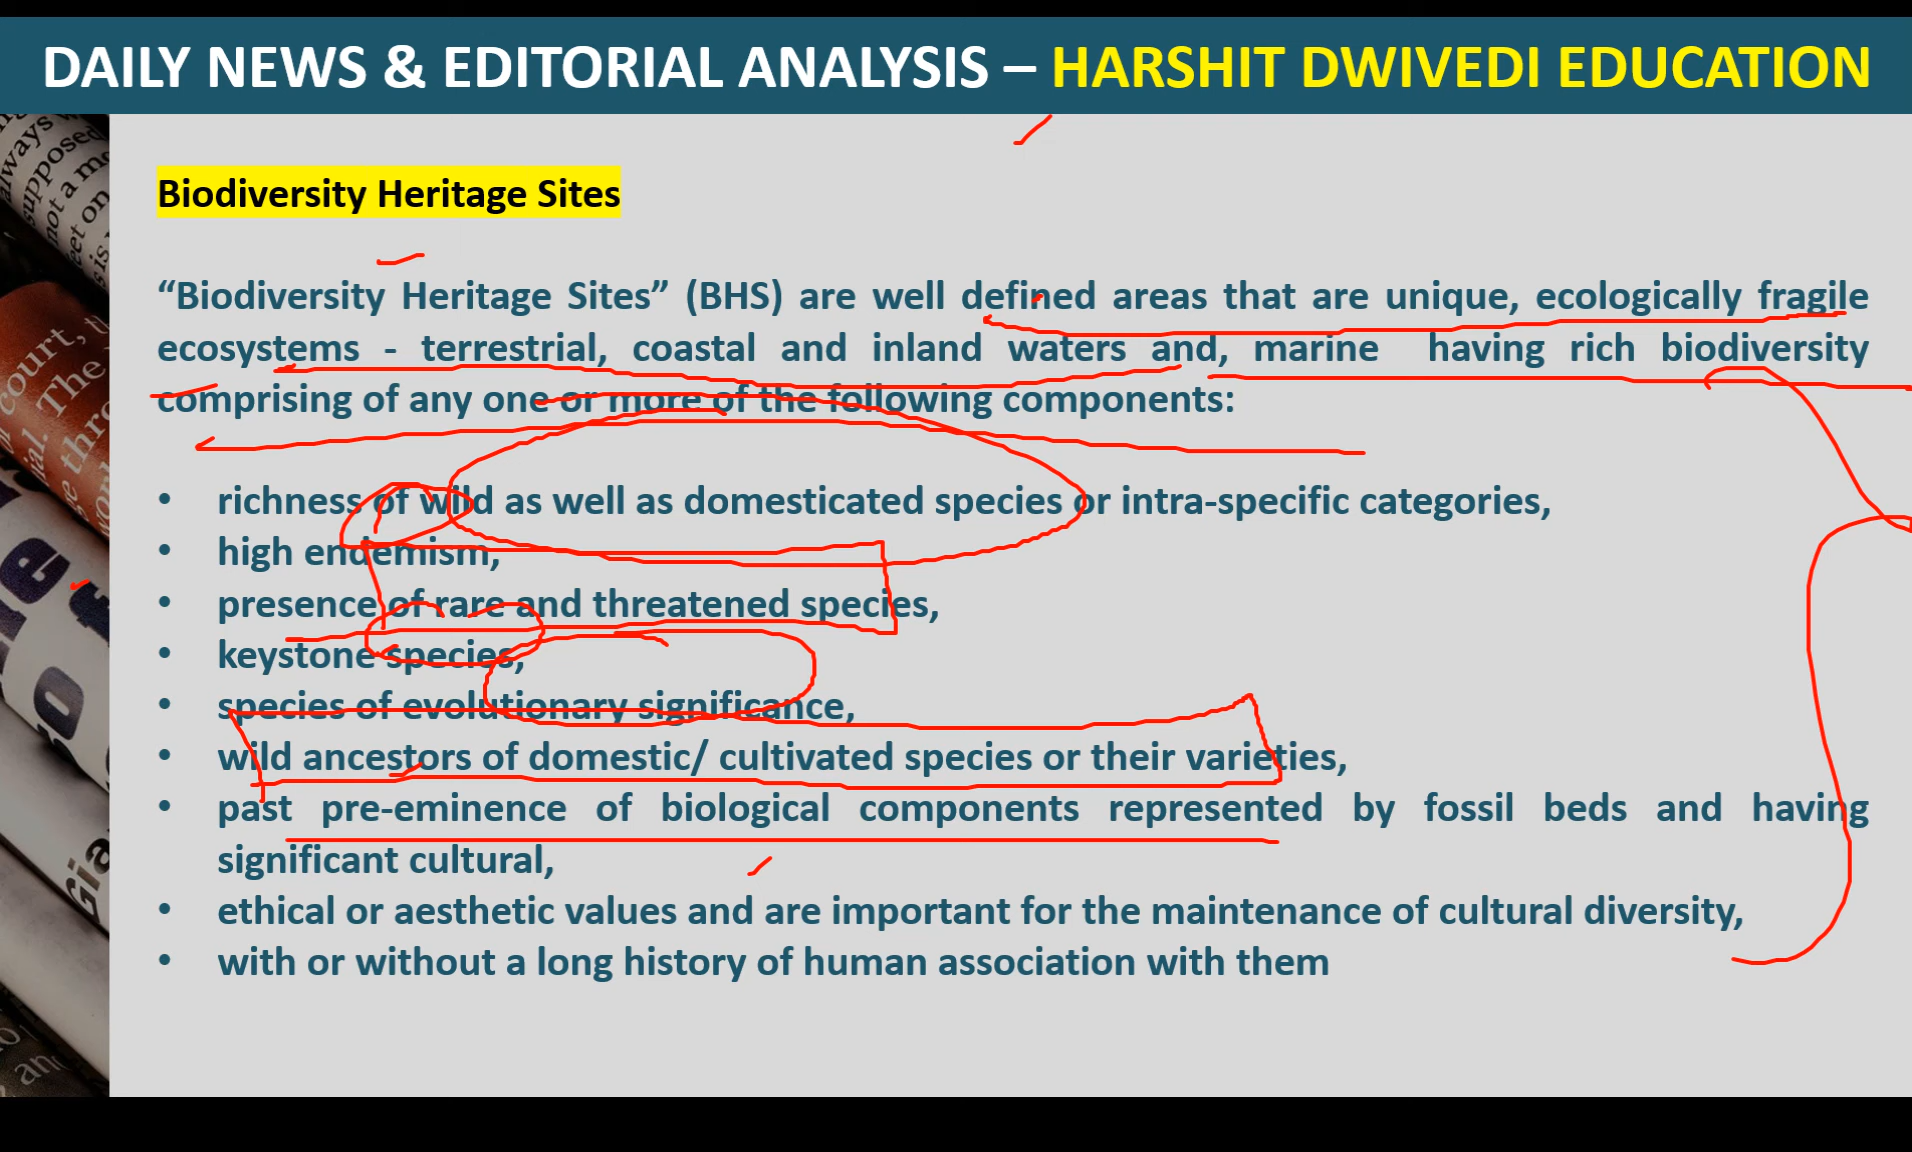 DAILY NEWS & EDITORIAL ANALYSIS – HARSHIT DWIVEDI EDUCATION
Biodiversity Heritage Sites
“Biodiversity Heritage Sites” (BHS) are well defined areas that are unique, ecologically fragile
ecosystems - terrestrial, coastal and inland waters and, marine having rich biodiversity
comprising of any one or more of the following components:
• richness of wild as well as domesticated species or intra-specific categories,
• high endemism,
• presence of rare and threatened species,
• keystone species,
• species of evolutionary significance,
• wild ancestors of domestic/ cultivated species or their varieties,
• past pre-eminence of biological components represented by fossil beds and having
significant cultural,
• ethical or aesthetic values and are important for the maintenance of cultural diversity,
• with or without a long history of human association with them